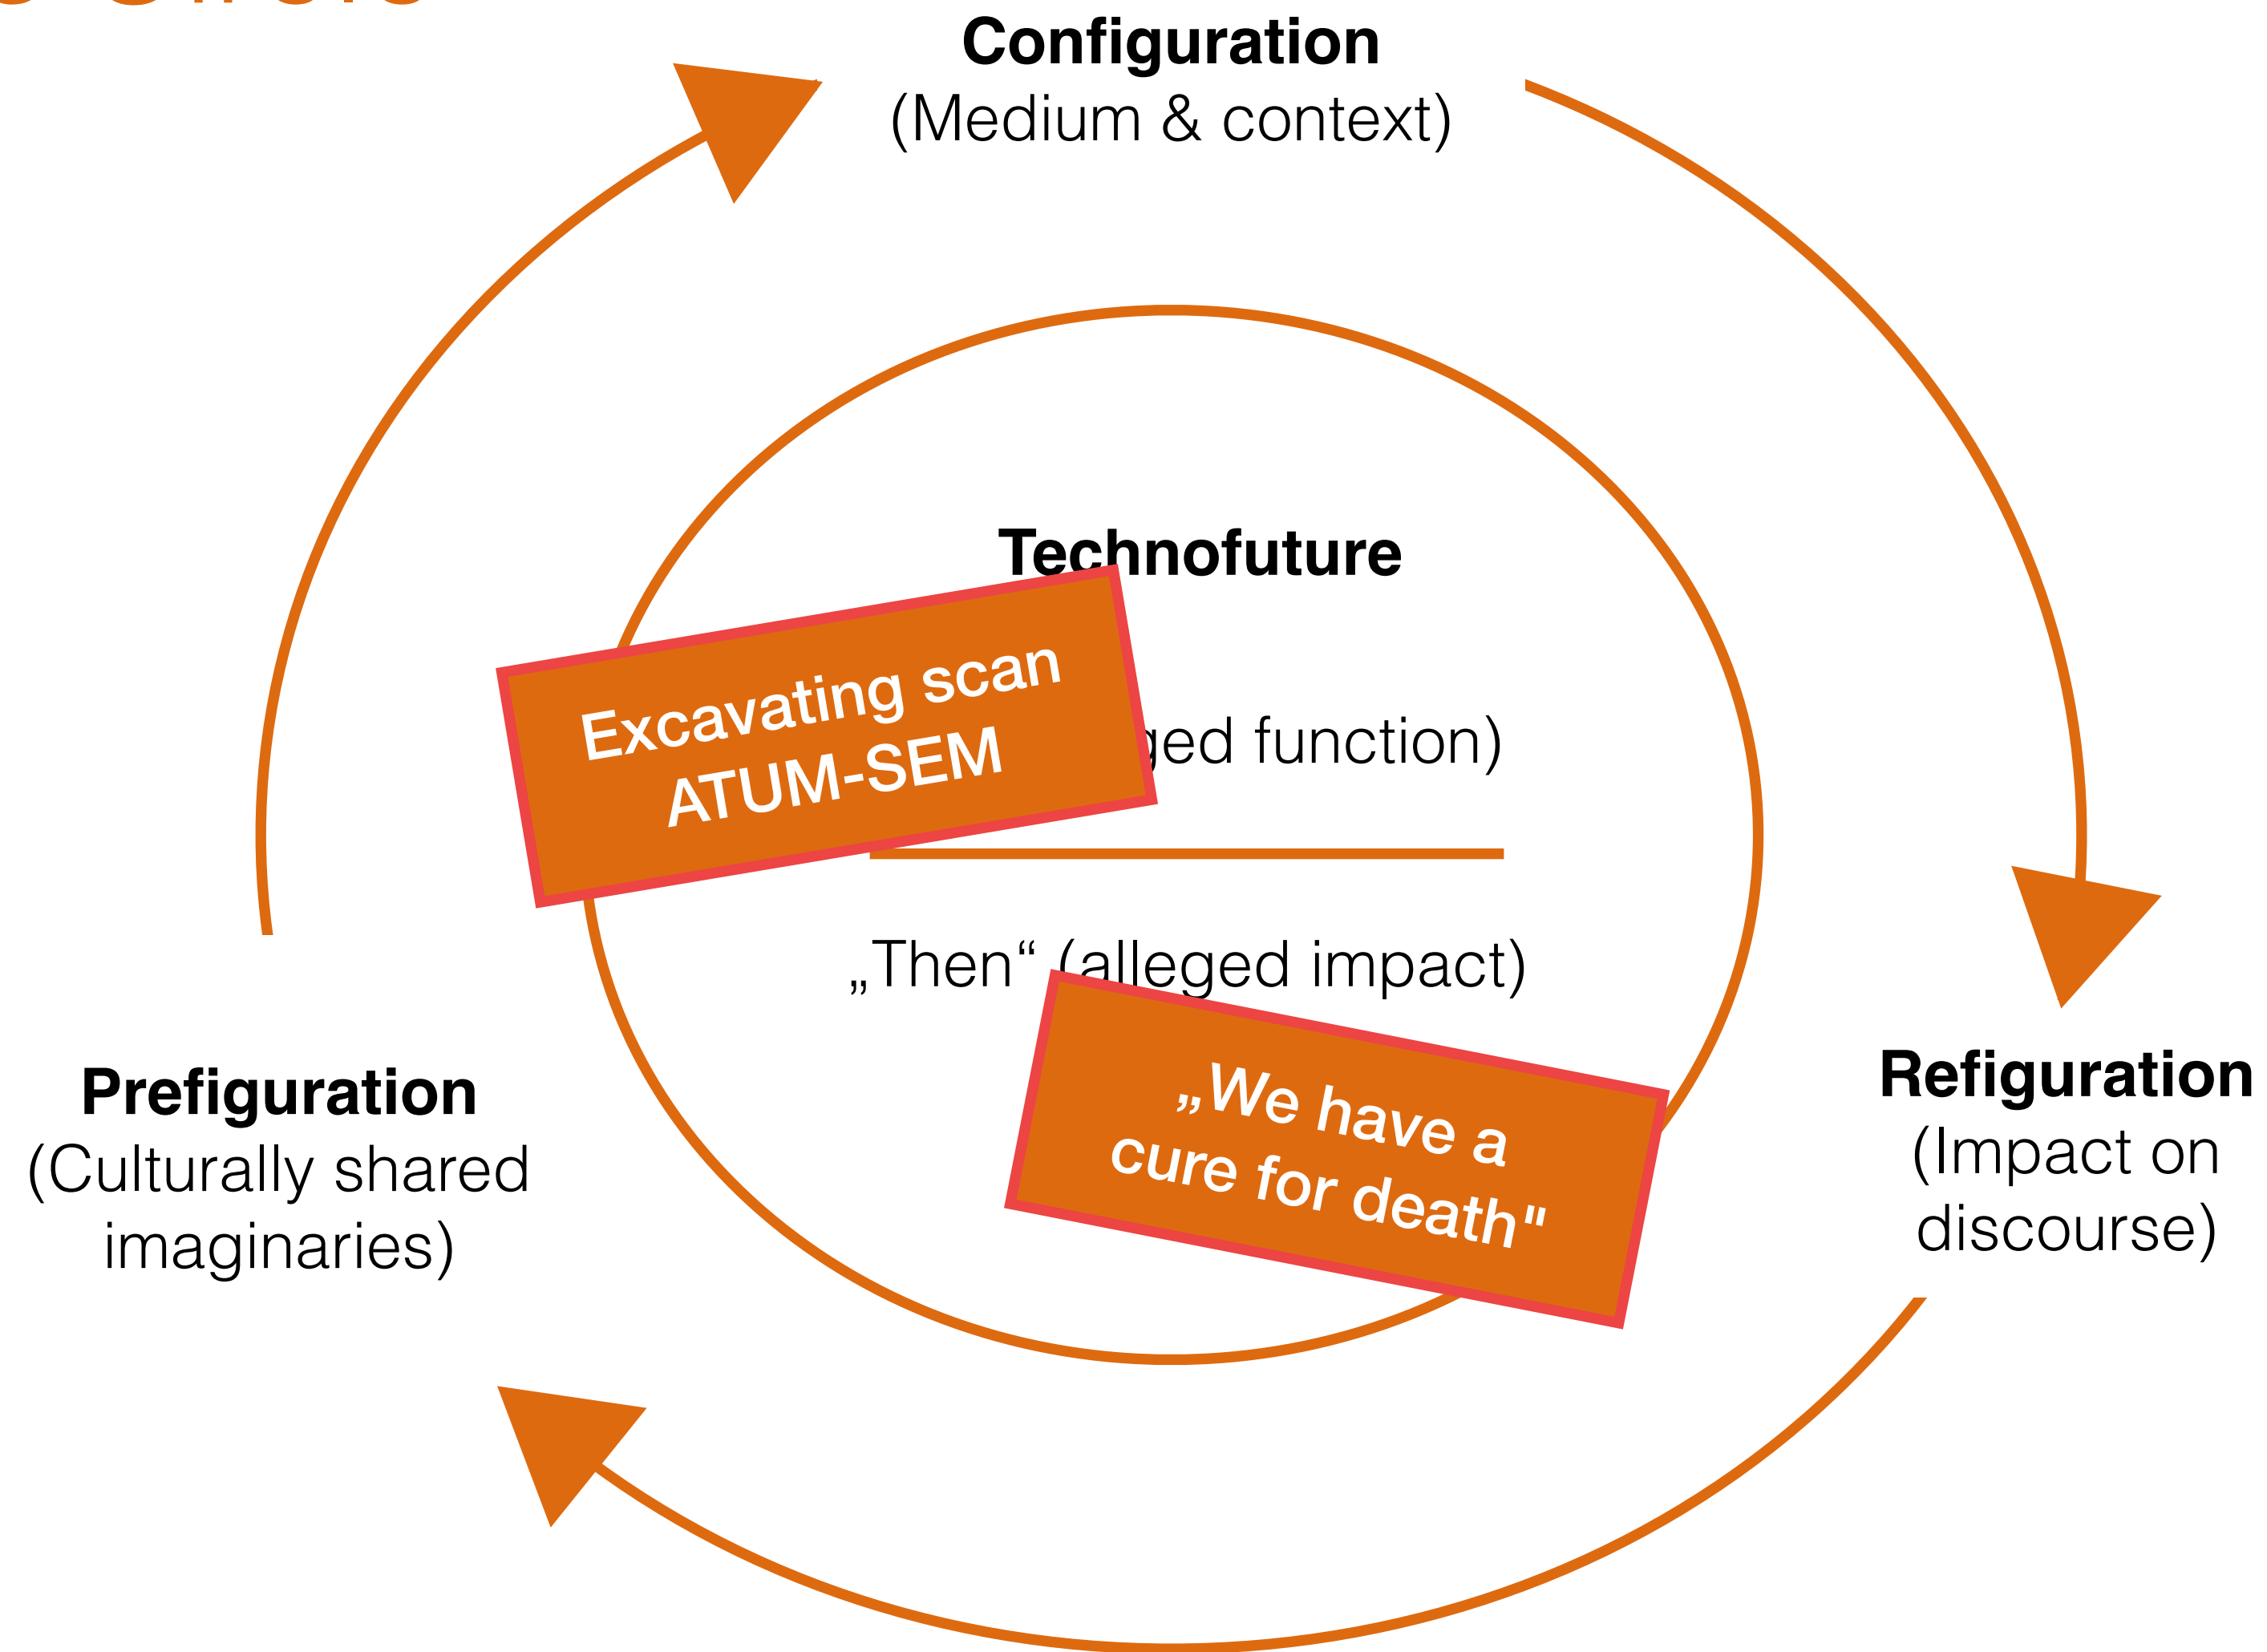 Configuration
(Medium & context)
Technofuture
Excavating scan
ATUM-SEM
function)
„Then“ (alleged impact)
„We have a
cure for death"
Prefiguration
(Culturally shared
imaginaries)
Refiguration
(Impact on
discourse)